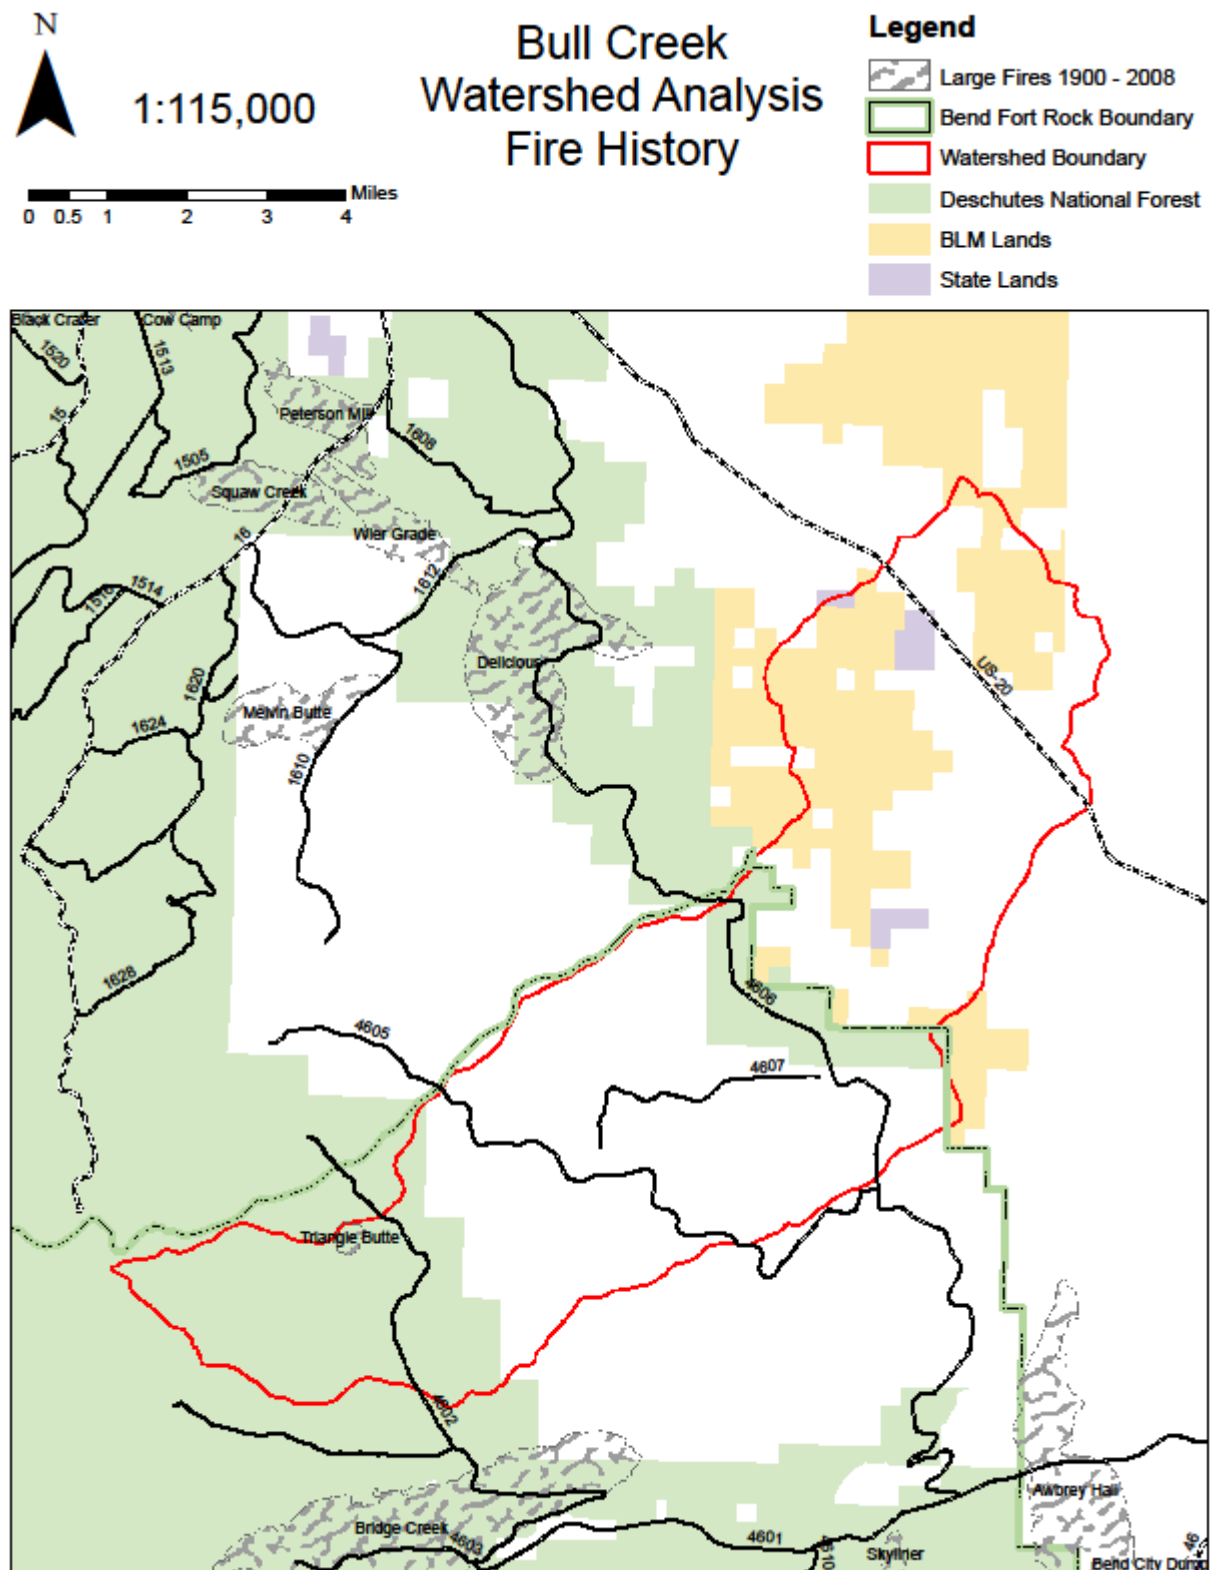 N
1:115,000
Bull Creek
Watershed Analysis
Fire History
Miles
0 0.5 1 2 3 4
Legend
Large Fires 1900 - 2008
Bend Fort Rock Boundary
Watershed Boundary
Deschutes National Forest
BLM Lands
State Lands
Black Crater
Cow Camp
1520
1513
15
Peterson Mill
1608
1505
Squaw Creek
Wier Grade
16
1612
1514
1516
Delicious
US-20
1620
Melvin Butte
1624
1610
1628
4606
4605
4607
Triangle Butte
4602
Awbrey Hall
Bridge Creek
4603
4601
4610
Skyliner
46
Bend City Dump